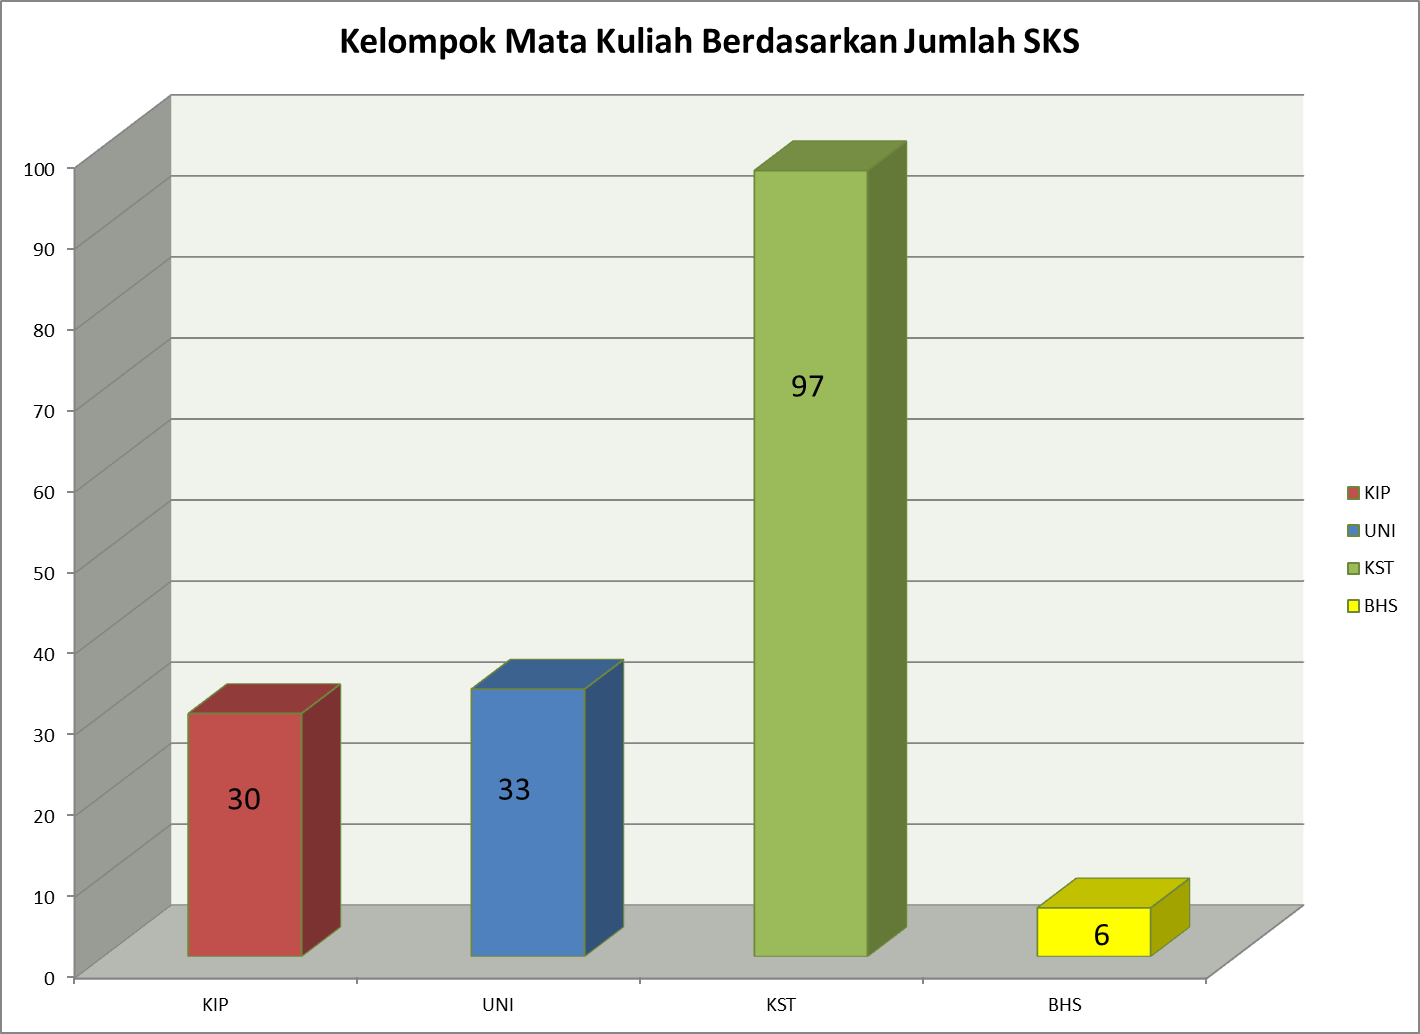 Kelompok Mata Kuliah Berdasarkan Jumlah SKS
100
90
80
70
60
50
40
30
20
10
0
30
33
97
6
KIP
UNI
KST
BHS
KIP
UNI
KST
BHS